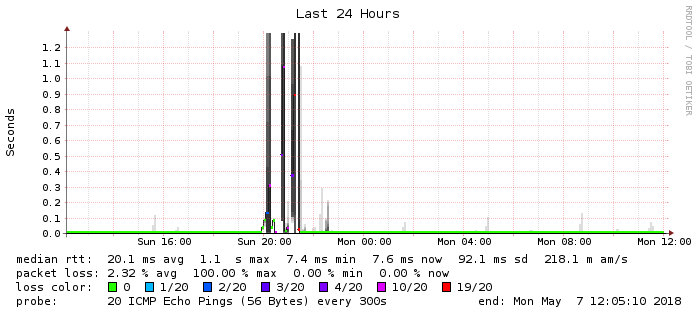 Last 24 Hours
RRDTOOL / TOBI OETIKER
Seconds
1.2
1.1
1.0
0.9
0.8
0.7
0.6
0.5
0.4
0.3
0.2
0.1
0.0
Sun 16:00 Sun 20:00 Mon 00:00 Mon 04:00 Mon 08:00 Mon 12:00
median rtt: 20.1 ms avg 1.1 s max 7.4 ms min 7.6 ms now 92.1 ms sd 218.1 m am/s
packet loss: 2.32 % avg 100.00 % max 0.00 % min 0.00 % now
loss color: 0 1/20 2/20 3/20 4/20 10/20 19/20
probe: 20 ICMP Echo Pings (56 Bytes) every 300s end: Mon May 7 12:05:10 2018